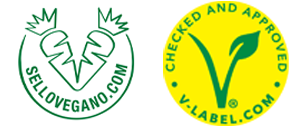 SELLOVEGANO.COM
CHECKED AND APPROVED
• V-LABEL.COM •
®